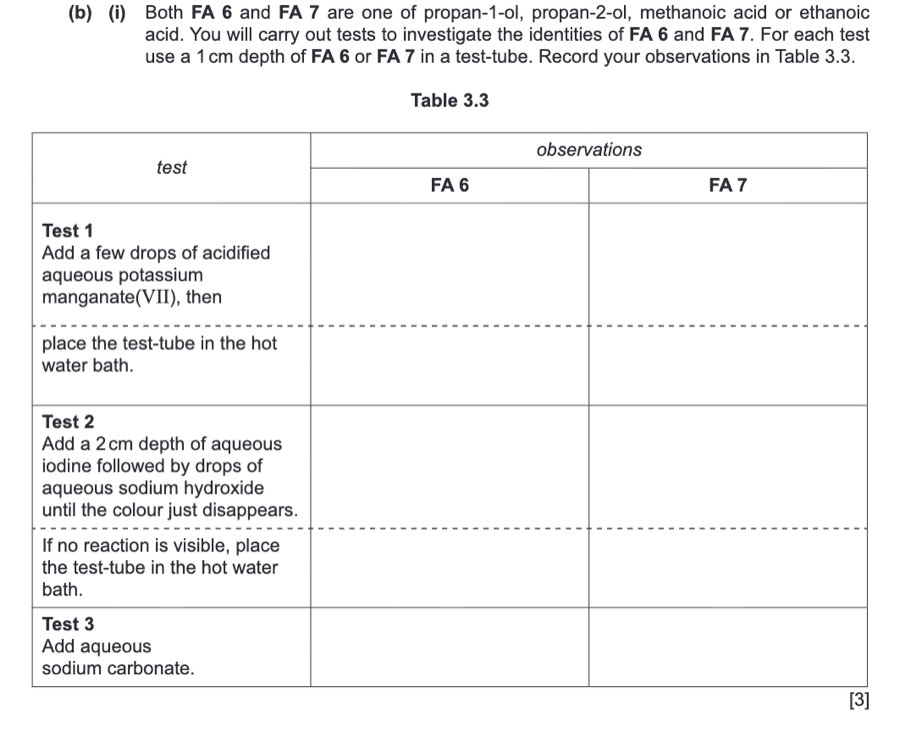 (b) (i) Both FA 6 and FA 7 are one of propan-1-ol, propan-2-ol, methanoic acid or ethanoic
acid. You will carry out tests to investigate the identities of FA 6 and FA 7. For each test
use a 1 cm depth of FA 6 or FA 7 in a test-tube. Record your observations in Table 3.3.
Table 3.3
test
observations
FA 6
FA 7
Test 1
Add a few drops of acidified
aqueous potassium
manganate(VII), then
place the test-tube in the hot
water bath.
Test 2
Add a 2 cm depth of aqueous
iodine followed by drops of
aqueous sodium hydroxide
until the colour just disappears.
If no reaction is visible, place
the test-tube in the hot water
bath.
Test 3
Add aqueous
sodium carbonate.
[3]